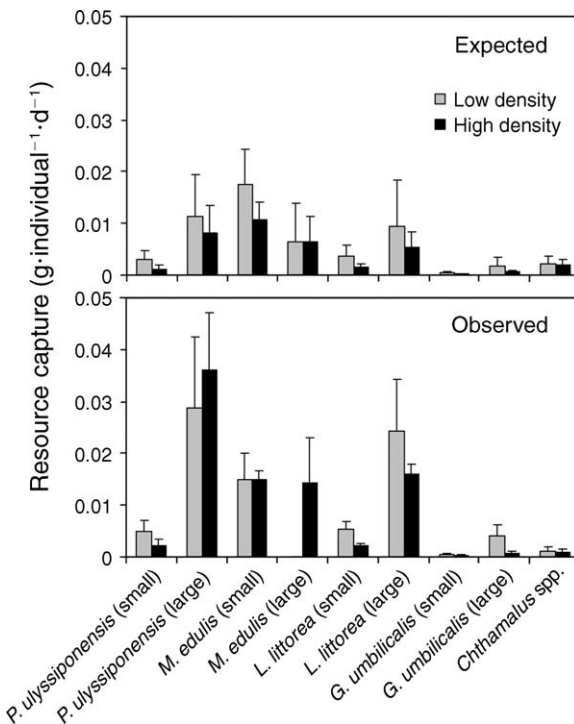 Resource capture (g·individual⁻¹·d⁻¹)
0.05
0.04
0.03
0.02
0.01
0
Expected
Low density
High density
0.05
0.04
0.03
0.02
0.01
0
Observed
P. ulyssiponensis (small)
P. ulyssiponensis (large)
M. edulis (small)
M. edulis (large)
L. littorea (small)
L. littorea (large)
G. umbilicalis (small)
G. umbilicalis (large)
Chthamalus spp.